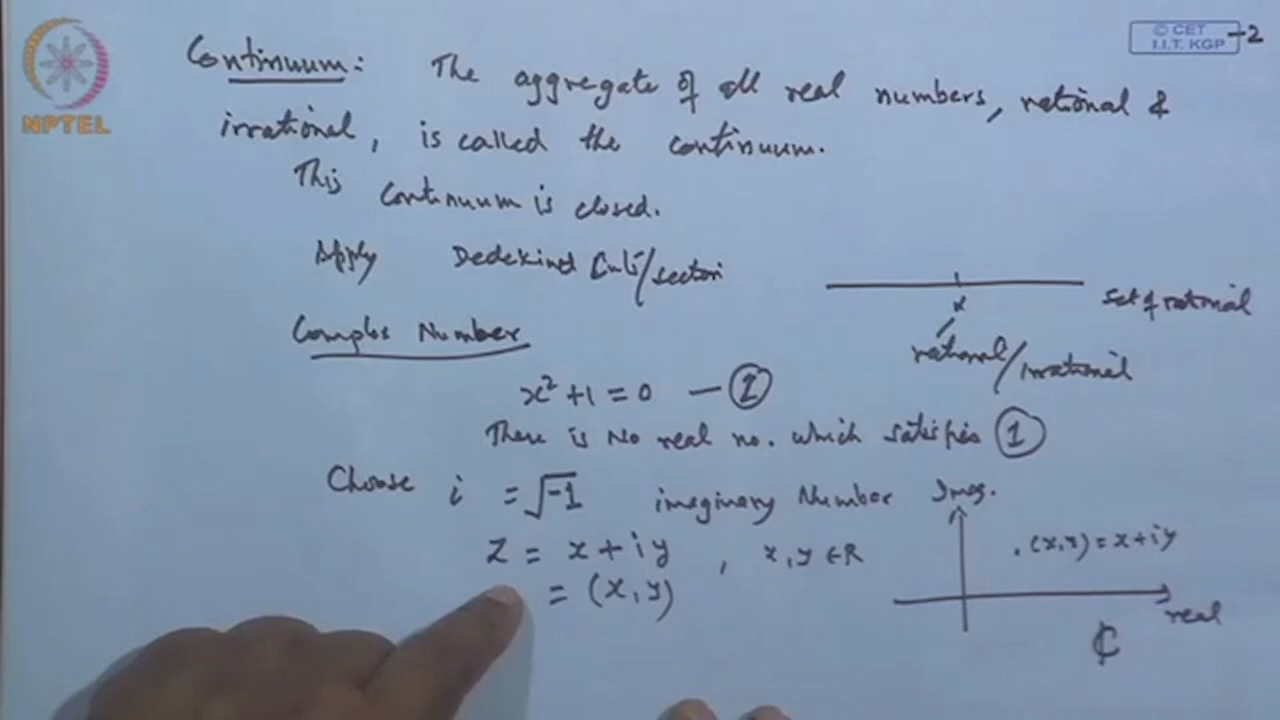 NPTEL
© CET
I.I.T. KGP
-2
Continuum: The aggregate of all real numbers, rational &
irrational, is called the continuum.
This continuum is closed.
Apply Dedekind Cuts/section
set of rational
x
rational/irrational
Complex Number
x² + 1 = 0 — ①
There is No real no. which satisfies ①
Choose i = √-1 imaginary Number
Imag.
z = x + iy , x, y ∈ R
= (x, y)
. (x, y) = x + iy
real
ℂ